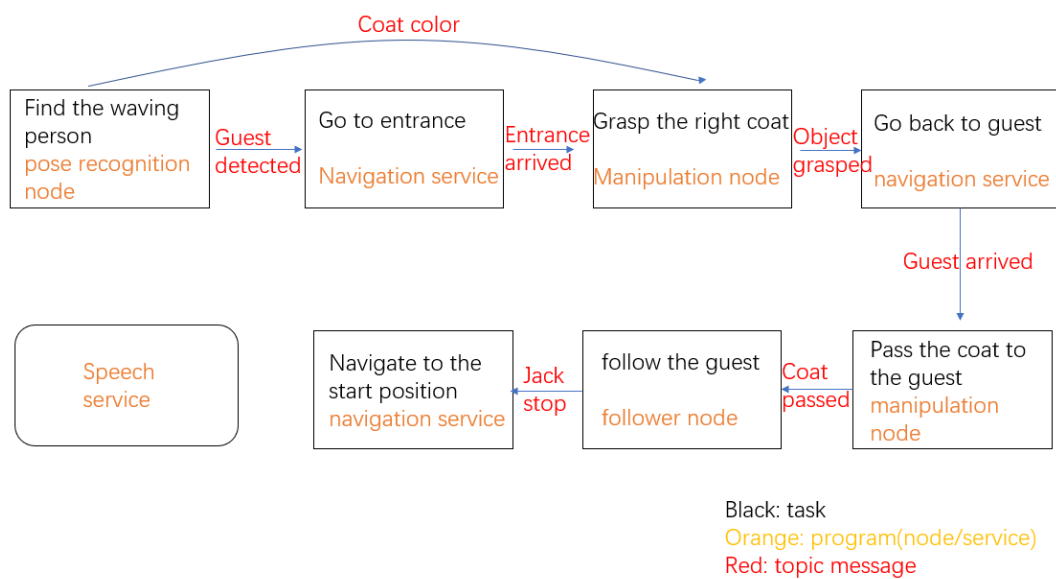 Coat color
Find the waving
person
pose recognition
node
Guest
detected
Go to entrance
Navigation service
Entrance
arrived
Grasp the right coat
Manipulation node
Object
grasped
Go back to guest
navigation service
Guest arrived
Speech
service
Navigate to the
start position
navigation service
Jack
stop
follow the guest
follower node
Coat
passed
Pass the coat to
the guest
manipulation
node
Black: task
Orange: program(node/service)
Red: topic message